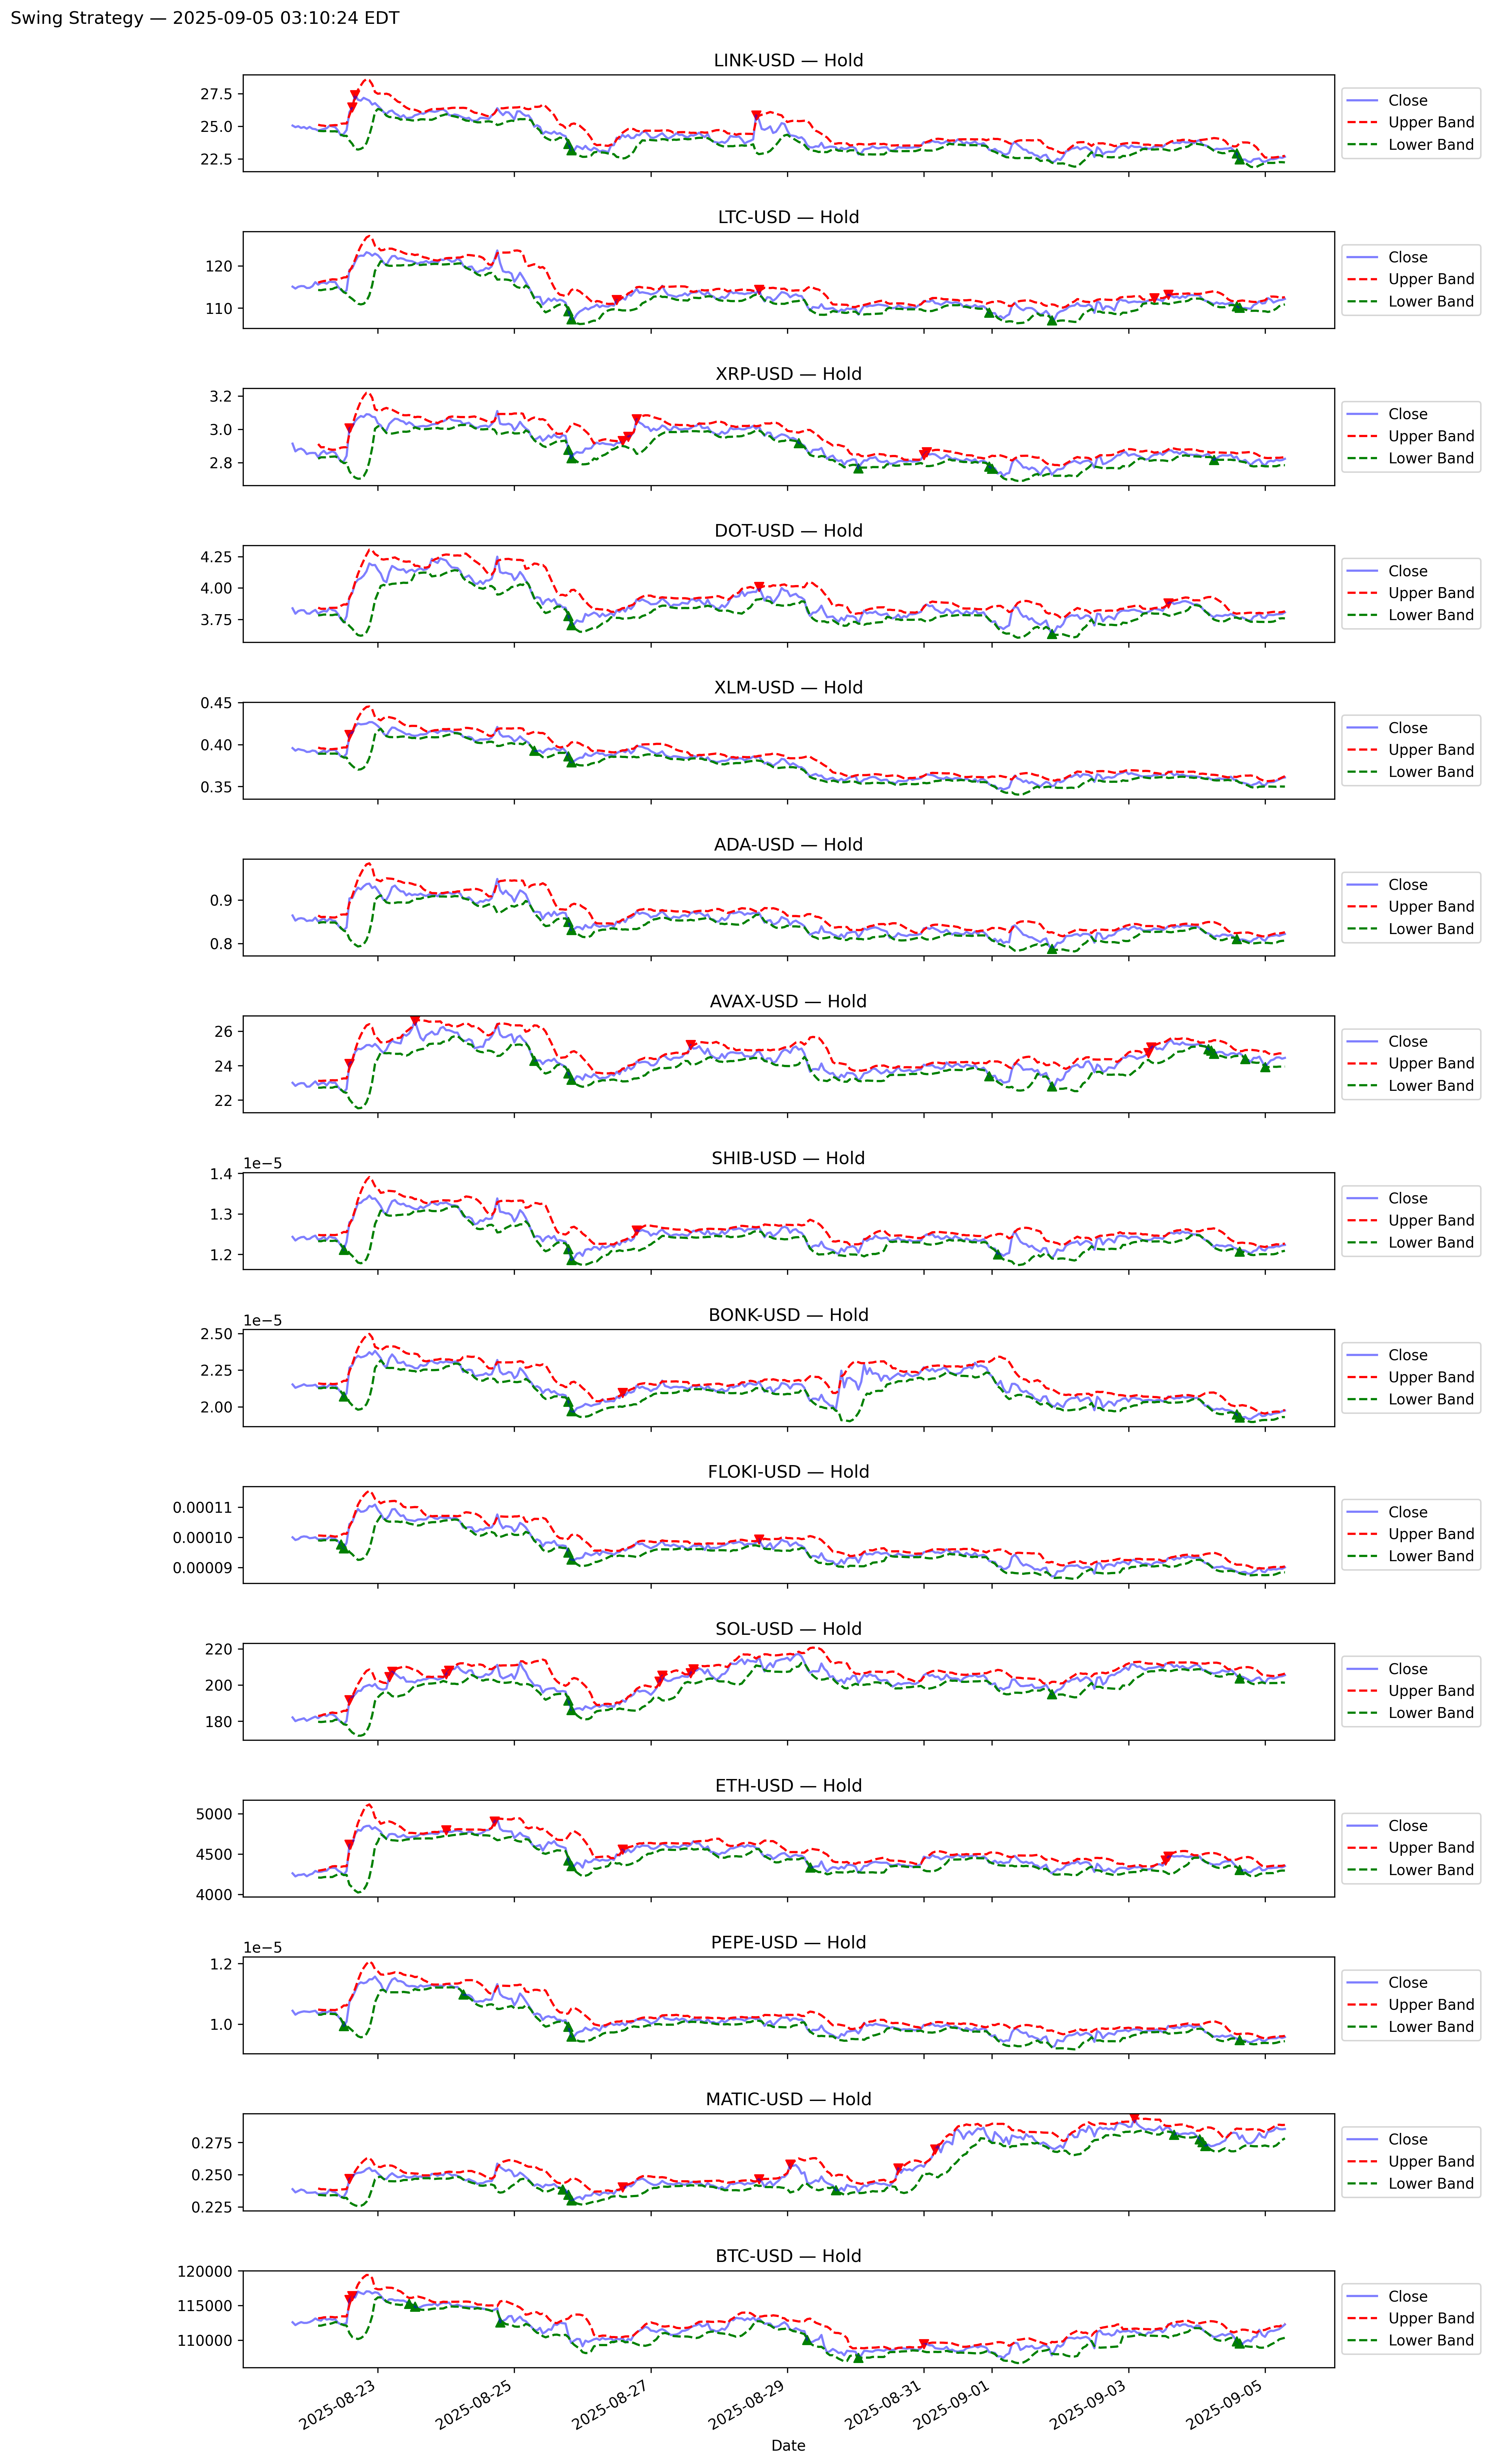 Swing Strategy — 2025-09-05 03:10:24 EDT
LINK-USD — Hold
27.5
25.0
22.5
Close
Upper Band
Lower Band
LTC-USD — Hold
120
110
Close
Upper Band
Lower Band
XRP-USD — Hold
3.2
3.0
2.8
Close
Upper Band
Lower Band
DOT-USD — Hold
4.25
4.00
3.75
Close
Upper Band
Lower Band
XLM-USD — Hold
0.45
0.40
0.35
Close
Upper Band
Lower Band
ADA-USD — Hold
0.9
0.8
Close
Upper Band
Lower Band
AVAX-USD — Hold
26
24
22
Close
Upper Band
Lower Band
SHIB-USD — Hold
1e−5
1.4
1.3
1.2
Close
Upper Band
Lower Band
BONK-USD — Hold
1e−5
2.50
2.25
2.00
Close
Upper Band
Lower Band
FLOKI-USD — Hold
0.00011
0.00010
0.00009
Close
Upper Band
Lower Band
SOL-USD — Hold
220
200
180
Close
Upper Band
Lower Band
ETH-USD — Hold
5000
4500
4000
Close
Upper Band
Lower Band
PEPE-USD — Hold
1e−5
1.2
1.0
Close
Upper Band
Lower Band
MATIC-USD — Hold
0.275
0.250
0.225
Close
Upper Band
Lower Band
BTC-USD — Hold
120000
115000
110000
Close
Upper Band
Lower Band
2025-08-23
2025-08-25
2025-08-27
2025-08-29
2025-08-31
2025-09-01
2025-09-03
2025-09-05
Date